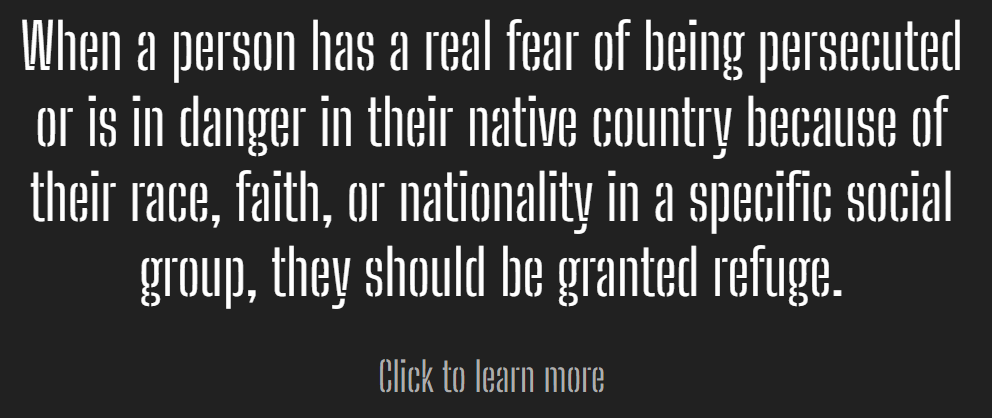 When a person has a real fear of being persecuted
or is in danger in their native country because of
their race, faith, or nationality in a specific social
group, they should be granted refuge.
Click to learn more